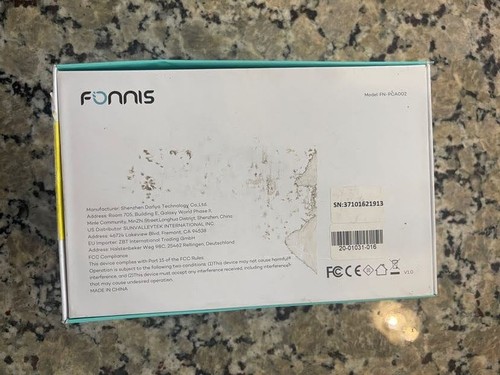 FONNIS
Model: FN-PCA002
Manufacturer: Shenzhen Technology Co.,Ltd.
Address: Room 705, Building E, Galaxy World Phase II,
Community, MinZhi Street, Longhua District, Shenzhen, China
US Distributor: SUNVALLEYTEK INTERNATIONAL INC.
Address: 46724 Lakeview Blvd, Fremont, CA 94538
EU Importer: ZBT International Trading GmbH
Address: Halstenbeker Weg 98C, 25462 Rellingen, Deutschland
FCC Compliance
This device complies with Part 15 of the FCC Rules.
Operation is subject to the following two conditions: (1)This device may not cause harmful
interference, and (2)This device must accept any interference received, including interference
that may cause undesired operation.
MADE IN CHINA
SN:37101621913
20-01031-016
FC CE
V1.0